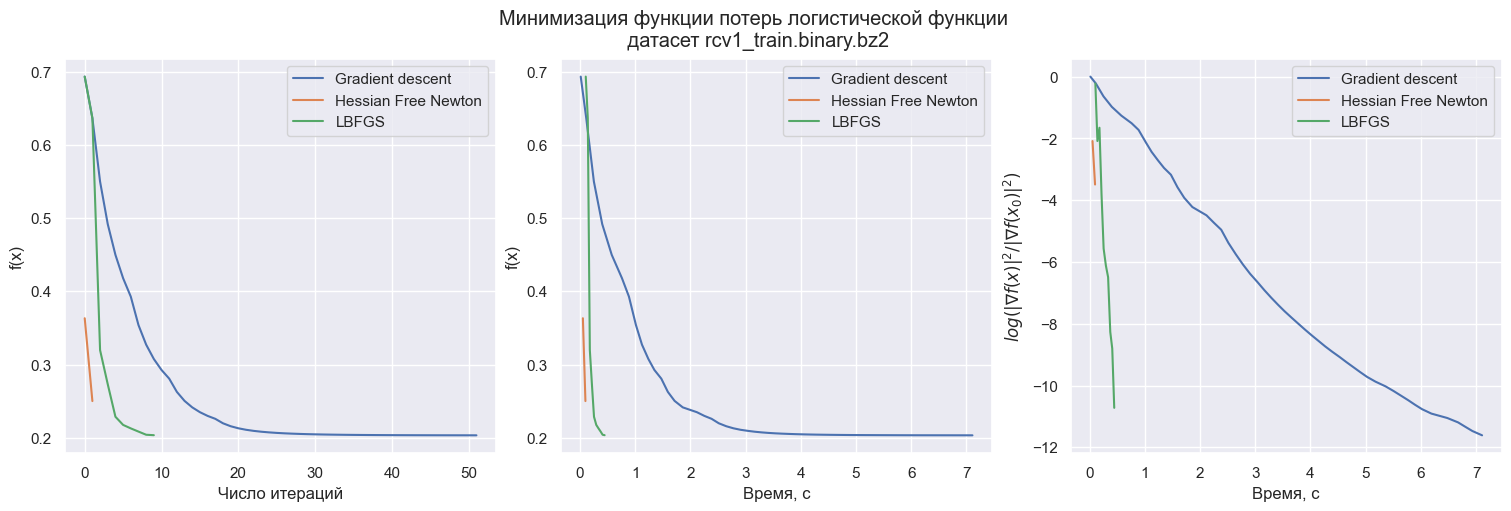 Минимизация функции потерь логистической функции
датасет rcv1_train.binary.bz2
0.7
0.6
0.5
0.4
0.3
0.2
f(x)
0 10 20 30 40 50
Число итераций
Gradient descent
Hessian Free Newton
LBFGS
0.7
0.6
0.5
0.4
0.3
0.2
f(x)
0 1 2 3 4 5 6 7
Время, с
Gradient descent
Hessian Free Newton
LBFGS
0
−2
−4
−6
−8
−10
−12
log(|∇f(x)|²/|∇f(x₀)|²)
0 1 2 3 4 5 6 7
Время, с
Gradient descent
Hessian Free Newton
LBFGS